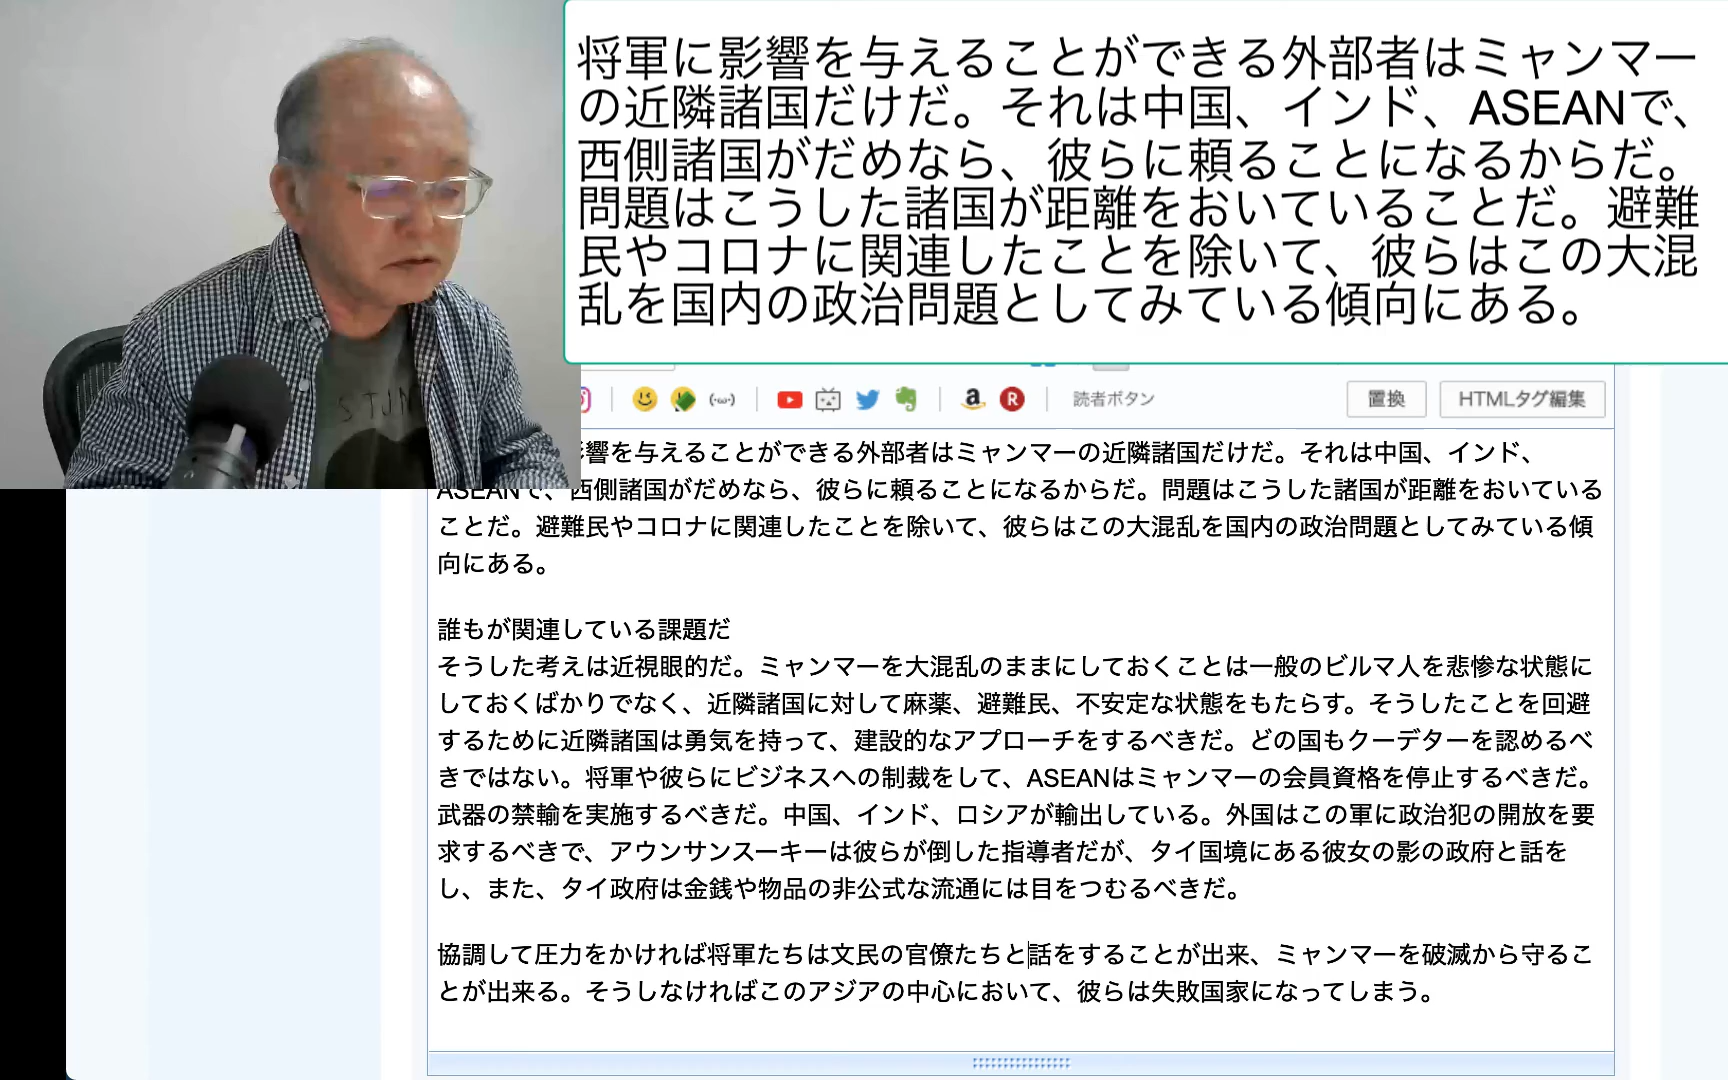 将軍に影響を与えることができる外部者はミャンマー
の近隣諸国だけだ。それは中国、インド、ASEANで、
西側諸国がだめなら、彼らに頼ることになるからだ。
問題はこうした諸国が距離をおいていることだ。避難
民やコロナに関連したことを除いて、彼らはこの大混
乱を国内の政治問題としてみている傾向にある。
STJN
(·ω·) a R 読者ボタン 置換 HTMLタグ編集
響を与えることができる外部者はミャンマーの近隣諸国だけだ。それは中国、インド、
ASEANで、西側諸国がだめなら、彼らに頼ることになるからだ。問題はこうした諸国が距離をおいている
ことだ。避難民やコロナに関連したことを除いて、彼らはこの大混乱を国内の政治問題としてみている傾
向にある。
誰もが関連している課題だ
そうした考えは近視眼的だ。ミャンマーを大混乱のままにしておくことは一般のビルマ人を悲惨な状態に
しておくばかりでなく、近隣諸国に対して麻薬、避難民、不安定な状態をもたらす。そうしたことを回避
するために近隣諸国は勇気を持って、建設的なアプローチをするべきだ。どの国もクーデターを認めるべ
きではない。将軍や彼らにビジネスへの制裁をして、ASEANはミャンマーの会員資格を停止するべきだ。
武器の禁輸を実施するべきだ。中国、インド、ロシアが輸出している。外国はこの軍に政治犯の開放を要
求するべきで、アウンサンスーキーは彼らが倒した指導者だが、タイ国境にある彼女の影の政府と話を
し、また、タイ政府は金銭や物品の非公式な流通には目をつむるべきだ。
協調して圧力をかければ将軍たちは文民の官僚たちと話をすることが出来、ミャンマーを破滅から守るこ
とが出来る。そうしなければこのアジアの中心において、彼らは失敗国家になってしまう。